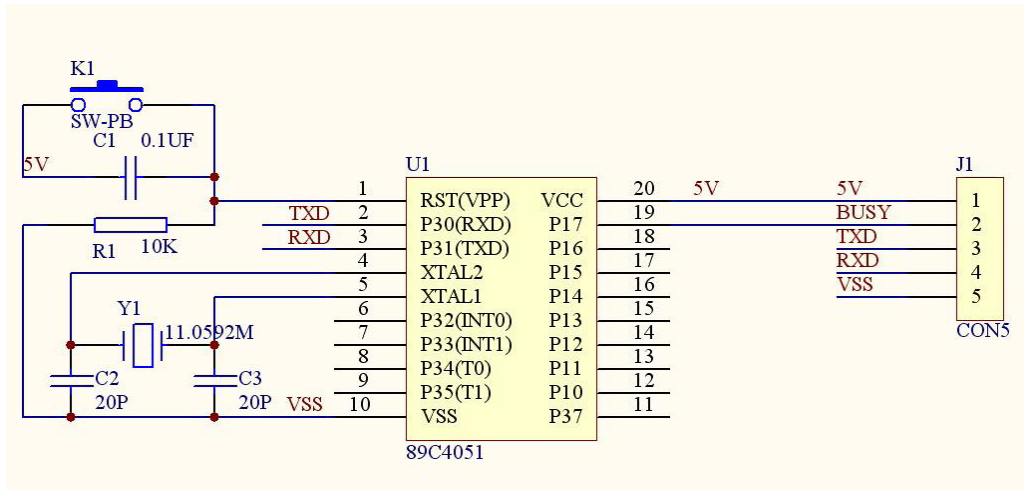 K1
SW-PB
C1 0.1UF
5V
R1 10K
Y1
11.0592M
C2
20P
C3
20P
VSS
TXD
RXD
U1
1 RST(VPP) VCC 20
2 P30(RXD) P17 19
3 P31(TXD) P16 18
4 XTAL2 P15 17
5 XTAL1 P14 16
6 P32(INT0) P13 15
7 P33(INT1) P12 14
8 P34(T0) P11 13
9 P35(T1) P10 12
10 VSS P37 11
89C4051
5V
J1
5V 1
BUSY 2
TXD 3
RXD 4
VSS 5
CON5